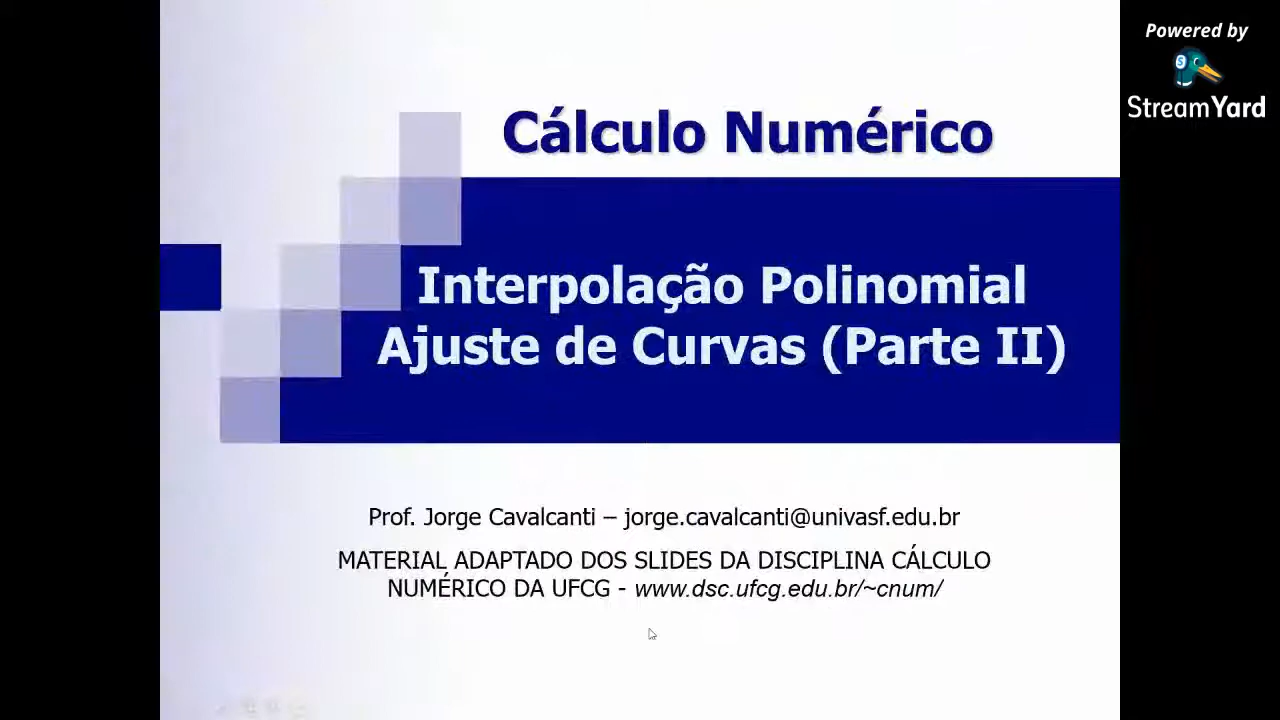 Powered by
StreamYard
Cálculo Numérico
Interpolação Polinomial
Ajuste de Curvas (Parte II)
Prof. Jorge Cavalcanti – jorge.cavalcanti@univasf.edu.br
MATERIAL ADAPTADO DOS SLIDES DA DISCIPLINA CÁLCULO
NUMÉRICO DA UFCG - www.dsc.ufcg.edu.br/~cnum/